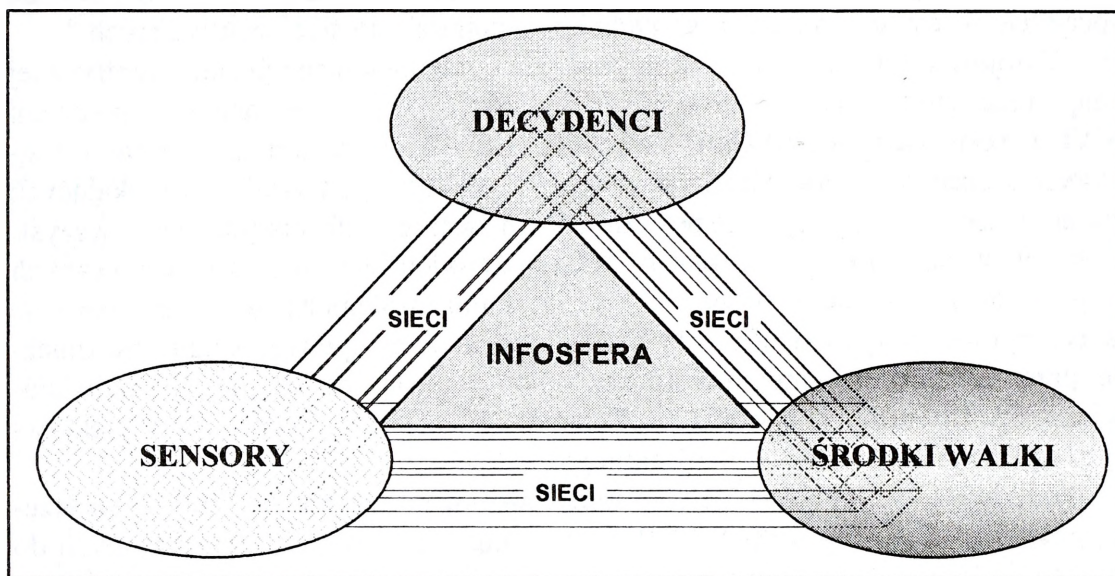 DECYDENCI
SIECI
SIECI
INFOSFERA
SENSORY
ŚRODKI WALKI
SIECI